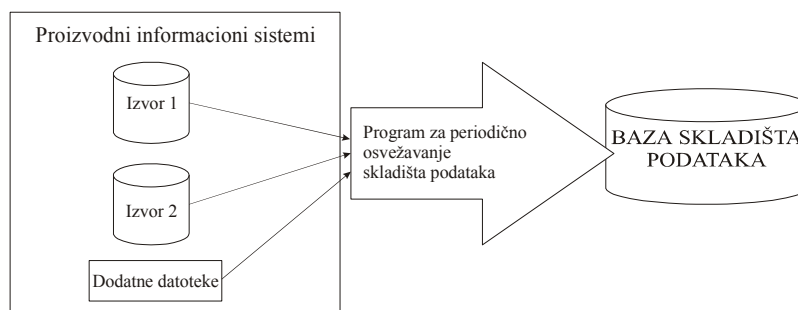 Proizvodni informacioni sistemi
Izvor 1
Izvor 2
Dodatne datoteke
Program za periodično
osvežavanje
skladišta podataka
BAZA SKLADIŠTA
PODATAKA